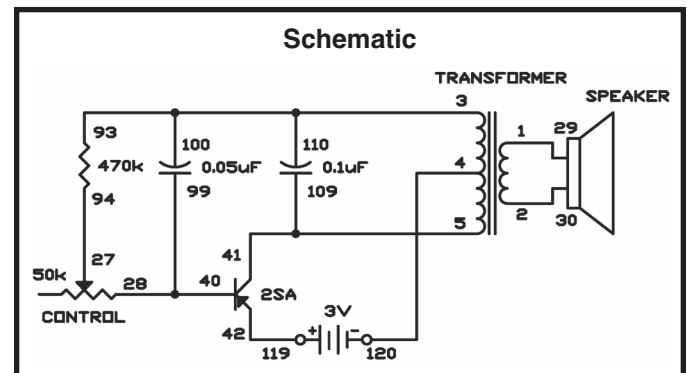 Schematic
TRANSFORMER
SPEAKER
3
93
100
110
1
29
470k
0.05uF
0.1uF
4
94
99
109
2
30
5
27
41
50k
28
40
2SA
CONTROL
42
3V
+
-
119
120